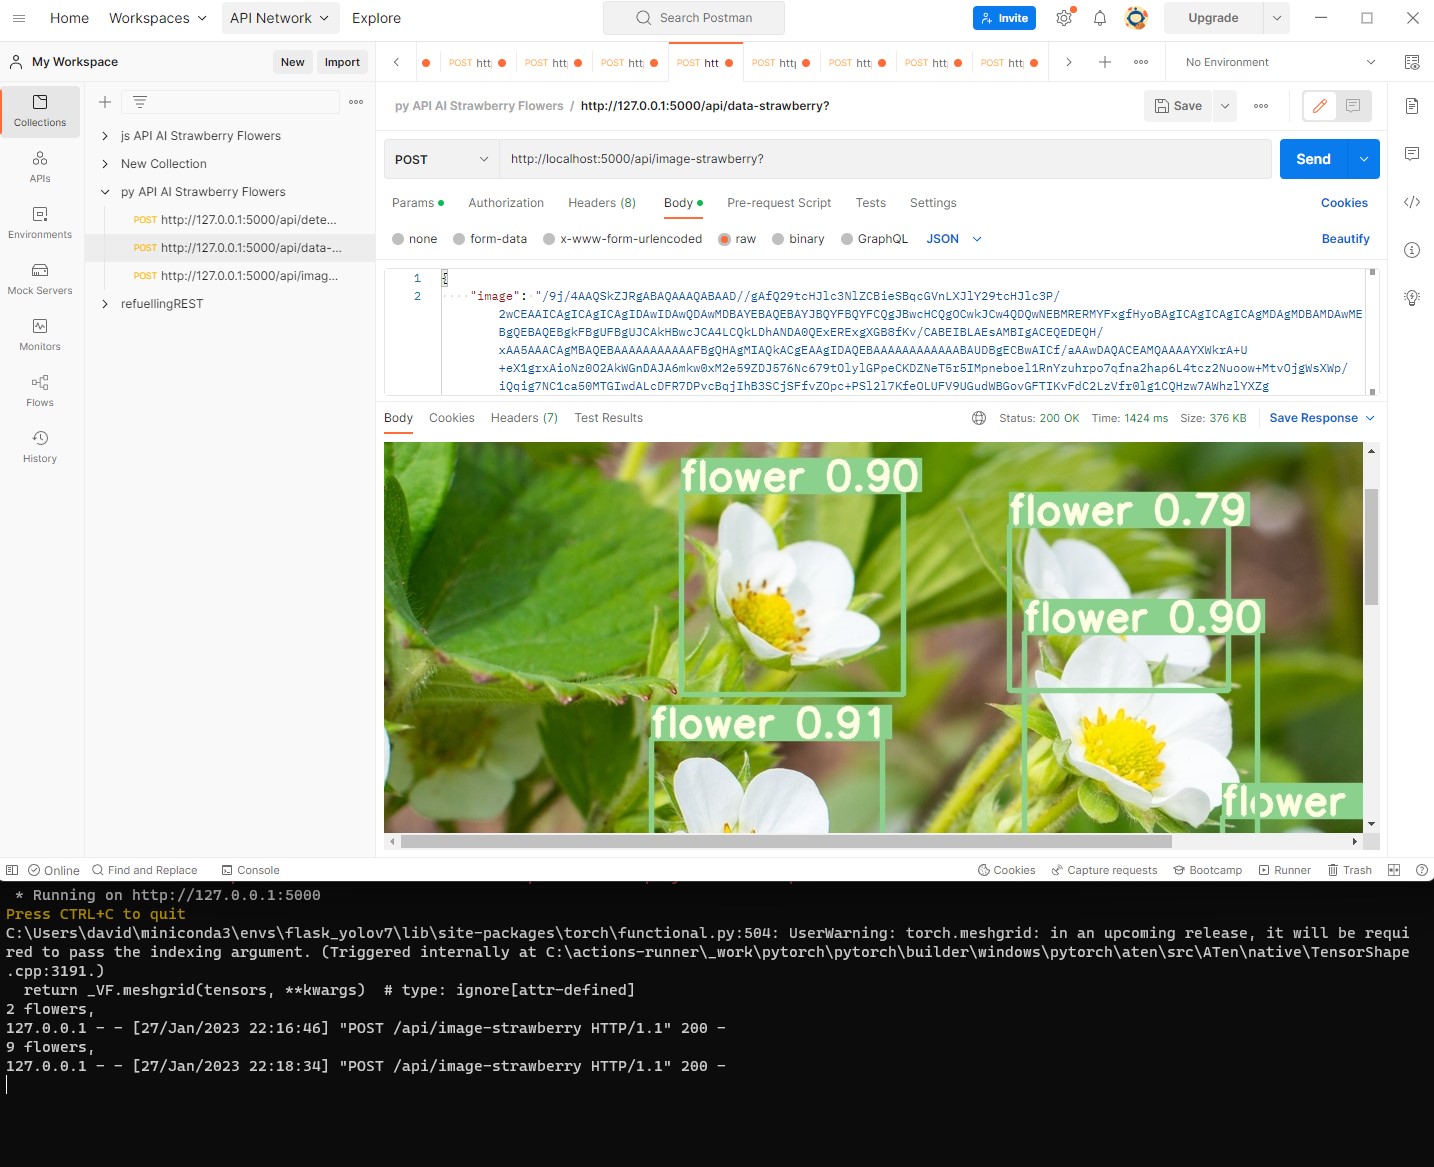 Home Workspaces API Network Explore Search Postman Invite Upgrade
My Workspace New Import POST htt POST htt POST htt POST htt POST htt POST htt POST htt POST htt No Environment
Collections
APIs
Environments
Mock Servers
Monitors
Flows
History
js API AI Strawberry Flowers
New Collection
py API AI Strawberry Flowers
POST http://127.0.0.1:5000/api/dete...
POST http://127.0.0.1:5000/api/data-...
POST http://127.0.0.1:5000/api/imag...
refuellingREST
py API AI Strawberry Flowers / http://127.0.0.1:5000/api/data-strawberry? Save
POST http://localhost:5000/api/image-strawberry? Send
Params Authorization Headers (8) Body Pre-request Script Tests Settings Cookies
none form-data x-www-form-urlencoded raw binary GraphQL JSON Beautify
1 {
2 "image": "/9j/4AAQSkZJRgABAQAAAQABAAD//gAfQ29tcHJlc3NlZCBieSBqcGVnLXJlY29tcHJlc3P/
Body Cookies Headers (7) Test Results Status: 200 OK Time: 1424 ms Size: 376 KB Save Response
flower 0.90
flower 0.79
flower 0.90
flower 0.91
flower
Online Find and Replace Console Cookies Capture requests Bootcamp Runner Trash
* Running on http://127.0.0.1:5000
Press CTRL+C to quit
C:\Users\david\miniconda3\envs\flask_yolov7\lib\site-packages\torch\functional.py:504: UserWarning: torch.meshgrid: in an upcoming release, it will be requi
red to pass the indexing argument. (Triggered internally at C:\actions-runner\_work\pytorch\pytorch\builder\windows\pytorch\aten\src\ATen\native\TensorShape
.cpp:3191.)
return _VF.meshgrid(tensors, **kwargs) # type: ignore[attr-defined]
2 flowers,
127.0.0.1 - - [27/Jan/2023 22:16:46] "POST /api/image-strawberry HTTP/1.1" 200 -
9 flowers,
127.0.0.1 - - [27/Jan/2023 22:18:34] "POST /api/image-strawberry HTTP/1.1" 200 -